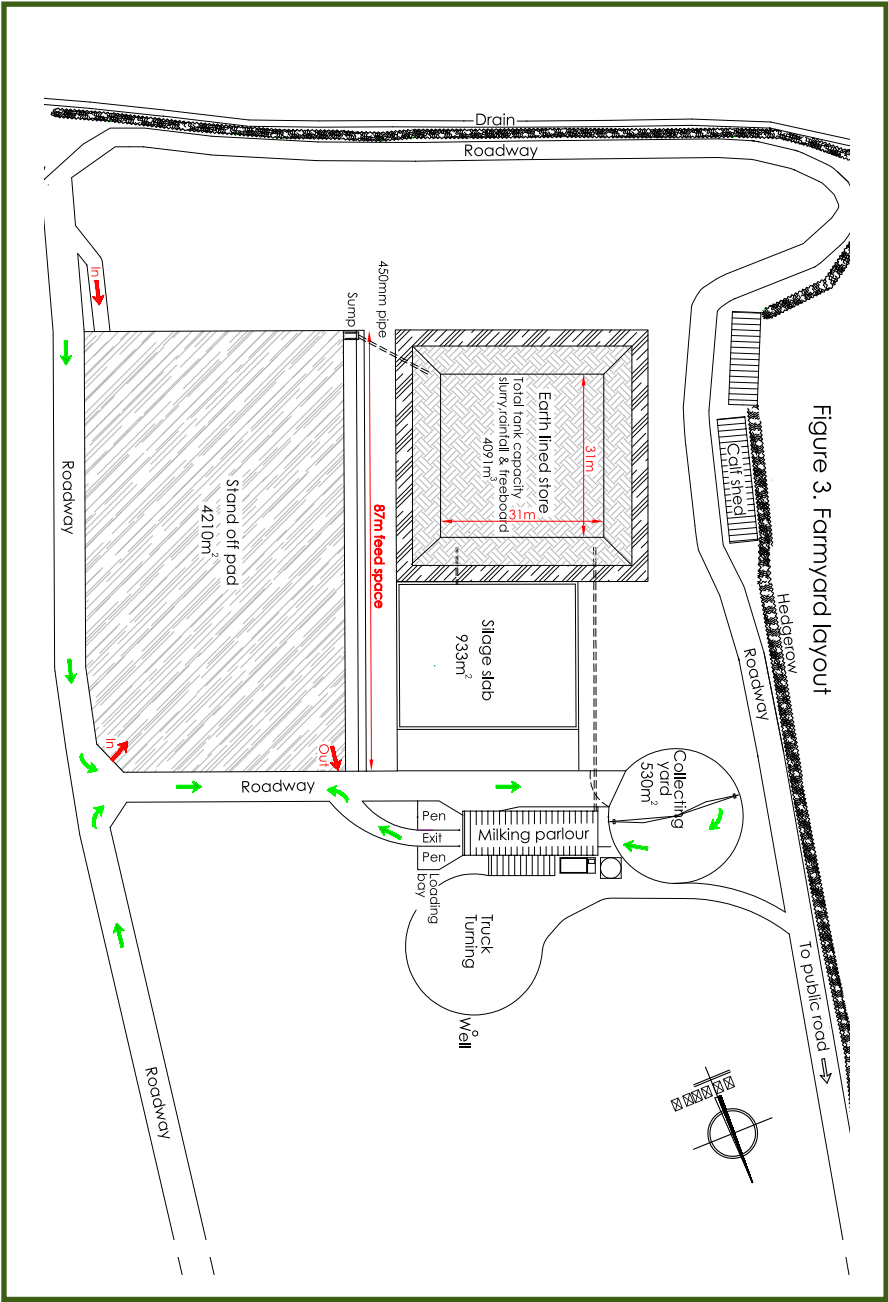 Figure 3. Farmyard layout
Drain
Roadway
In
450mm pipe
Sump
Earth lined store
Total tank capacity
slurry,rainfall & freeboard
4091m³
31m
31m
Calf shed
Hedgerow
Roadway
Roadway
Stand off pad
4210m²
87m feed space
Silage slab
933m²
In
Out
Roadway
Collecting
yard
530m²
Pen
Exit
Pen
Milking parlour
Loading
bay
Truck
Turning
Well
To public road
Roadway